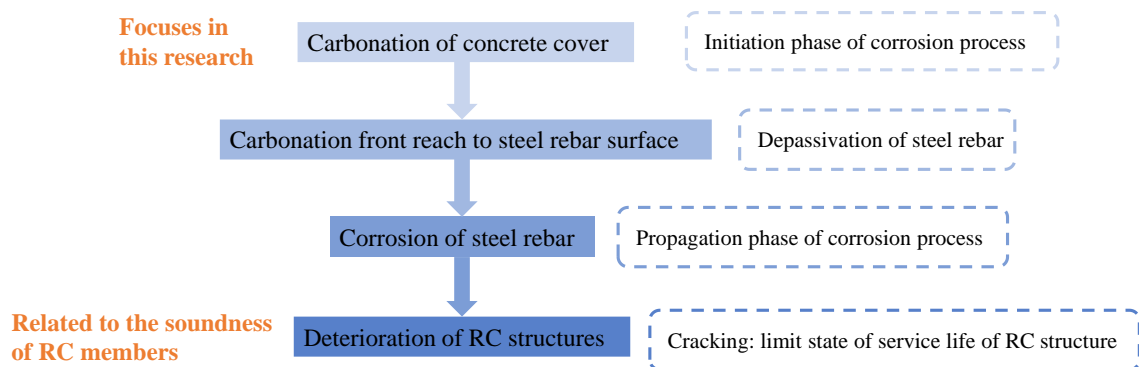 Focuses in
this research
Carbonation of concrete cover
Initiation phase of corrosion process
Carbonation front reach to steel rebar surface
Depassivation of steel rebar
Corrosion of steel rebar
Propagation phase of corrosion process
Related to the soundness
of RC members
Deterioration of RC structures
Cracking: limit state of service life of RC structure